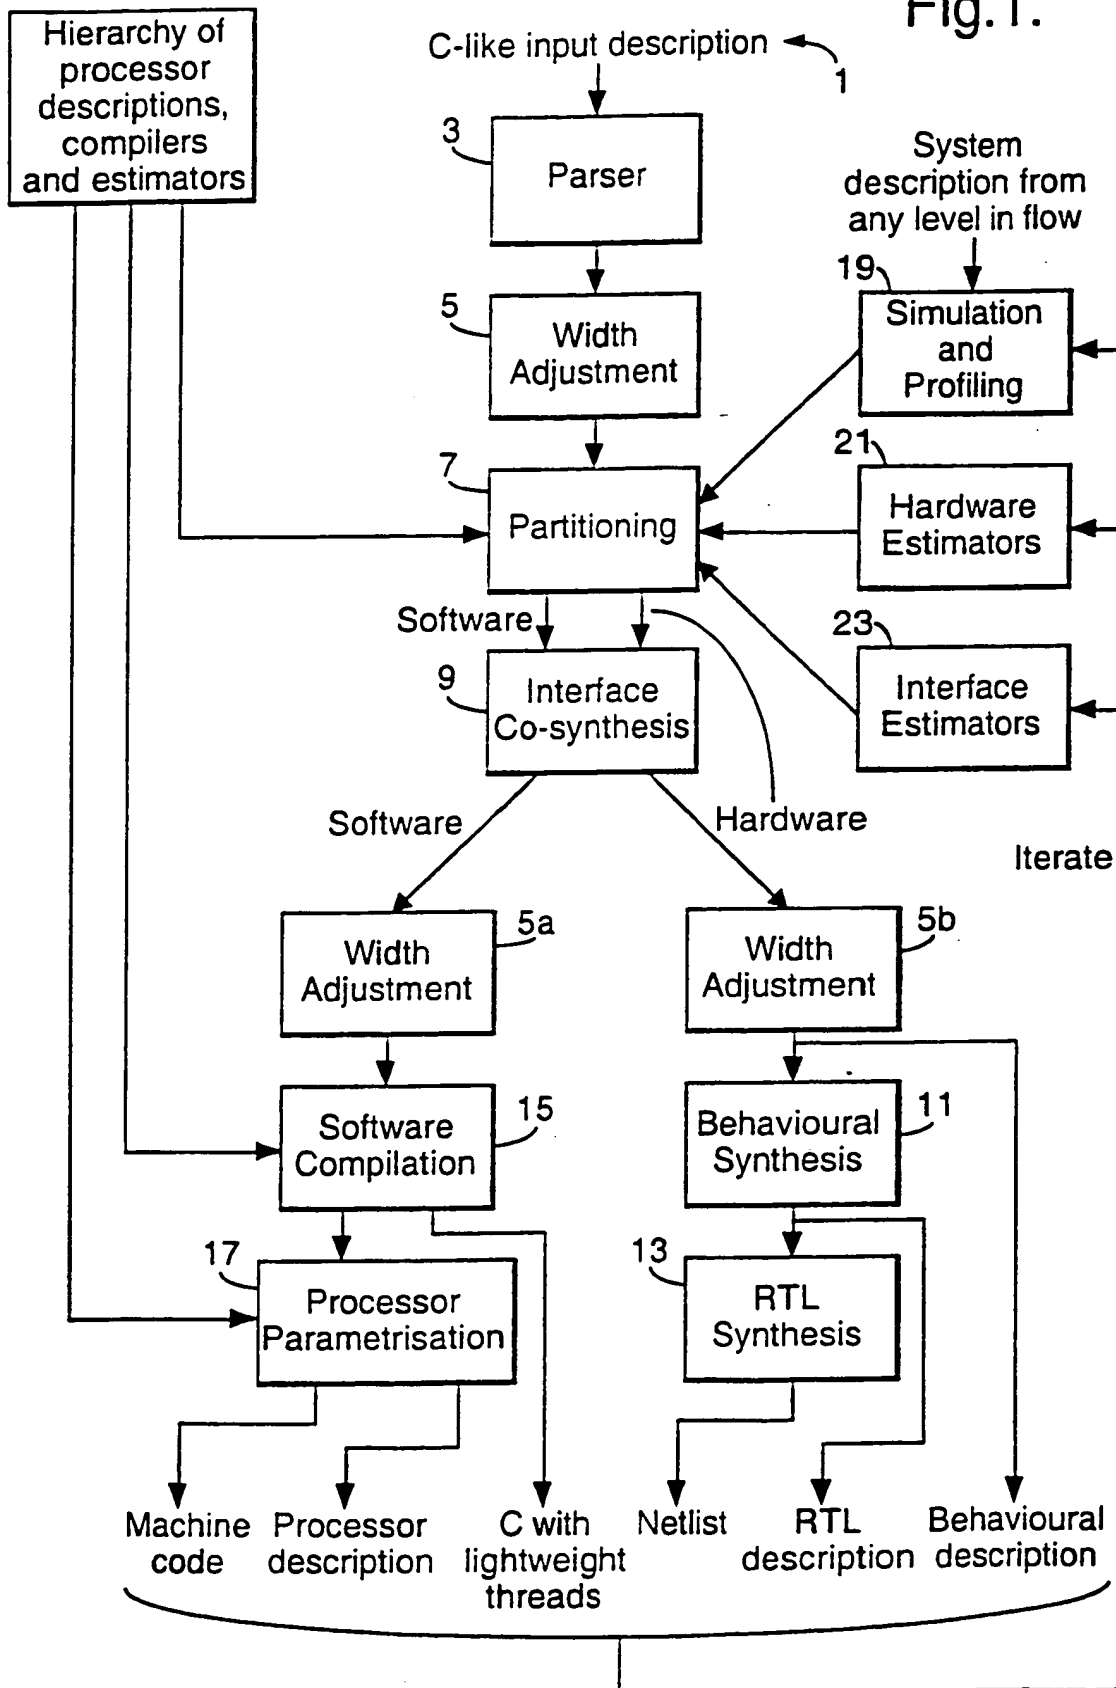 Fig.1.
Hierarchy of
processor
descriptions,
compilers
and estimators
C-like input description
1
3
Parser
System
description from
any level in flow
5
Width
Adjustment
19
Simulation
and
Profiling
7
Partitioning
21
Hardware
Estimators
Software
23
Interface
Estimators
9
Interface
Co-synthesis
Software
Hardware
Iterate
5a
Width
Adjustment
5b
Width
Adjustment
15
Software
Compilation
11
Behavioural
Synthesis
17
Processor
Parametrisation
13
RTL
Synthesis
Machine
code
Processor
description
C with
lightweight
threads
Netlist
RTL
description
Behavioural
description